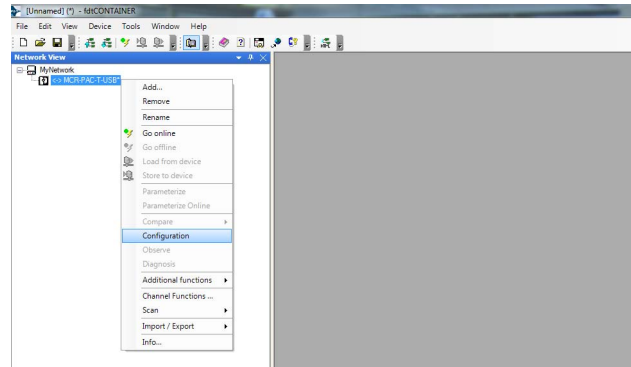 [Unnamed] (*) - fdtCONTAINER
File Edit View Device Tools Window Help
Network View
MyNetwork
<-> MCR-PAC-T-USB*
Add...
Remove
Rename
Go online
Go offline
Load from device
Store to device
Parameterize
Parameterize Online
Compare
Configuration
Observe
Diagnosis
Additional functions
Channel Functions ...
Scan
Import / Export
Info...